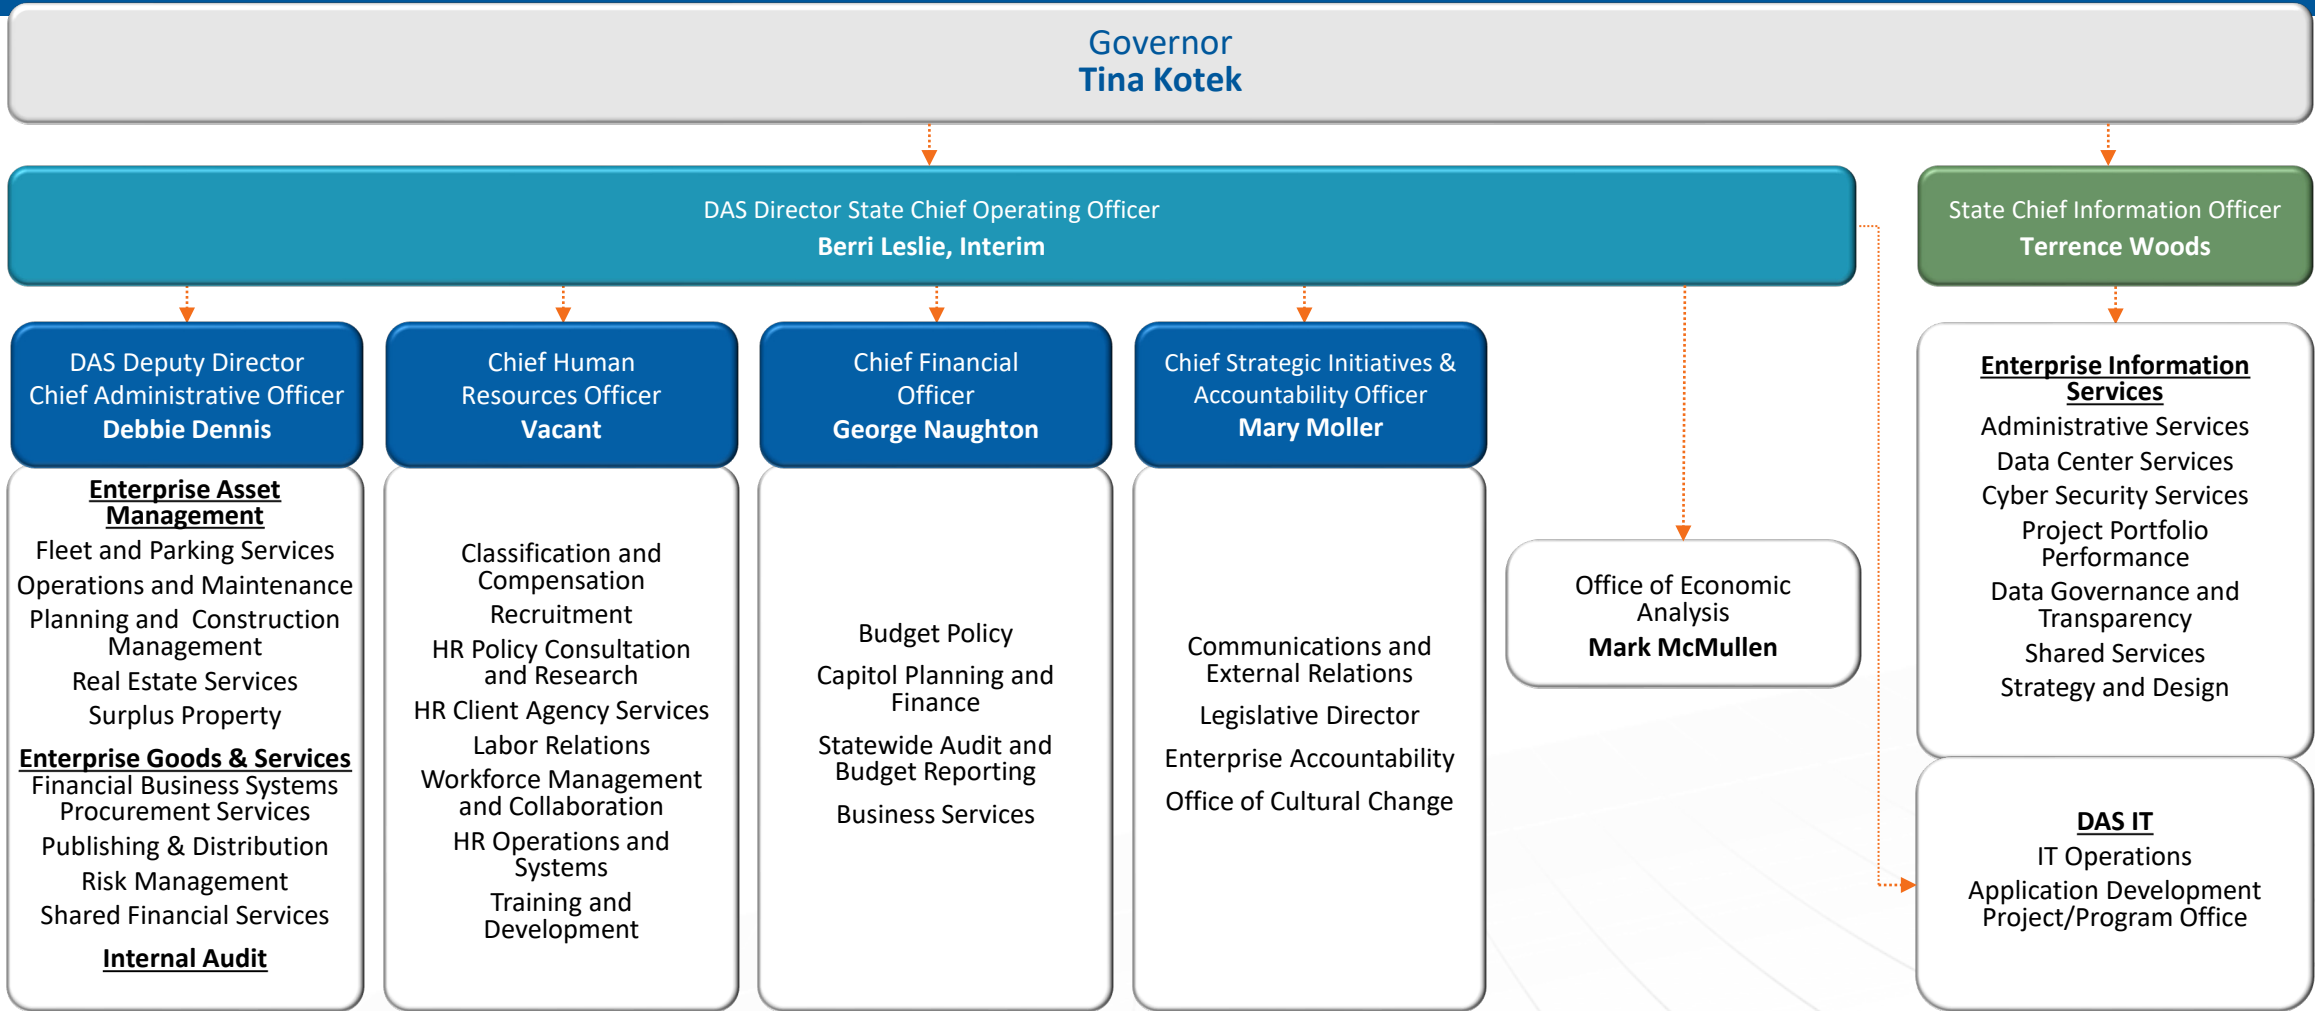 Governor
Tina Kotek
DAS Director State Chief Operating Officer
Berri Leslie, Interim
State Chief Information Officer
Terrence Woods
DAS Deputy Director
Chief Administrative Officer
Debbie Dennis
Enterprise Asset
Management
Fleet and Parking Services
Operations and Maintenance
Planning and  Construction
Management
Real Estate Services
Surplus Property
Enterprise Goods & Services
Financial Business Systems
Procurement Services
Publishing & Distribution
Risk Management
Shared Financial Services
Internal Audit
Chief Human
Resources Officer
Vacant
Classification and
Compensation
Recruitment
HR Policy Consultation
and Research
HR Client Agency Services
Labor Relations
Workforce Management
and Collaboration
HR Operations and
Systems
Training and
Development
Chief Financial
Officer
George Naughton
Budget Policy
Capitol Planning and
Finance
Statewide Audit and
Budget Reporting
Business Services
Chief Strategic Initiatives &
Accountability Officer
Mary Moller
Communications and
External Relations
Legislative Director
Enterprise Accountability
Office of Cultural Change
Office of Economic
Analysis
Mark McMullen
Enterprise Information
Services
Administrative Services
Data Center Services
Cyber Security Services
Project Portfolio
Performance
Data Governance and
Transparency
Shared Services
Strategy and Design
DAS IT
IT Operations
Application Development
Project/Program Office